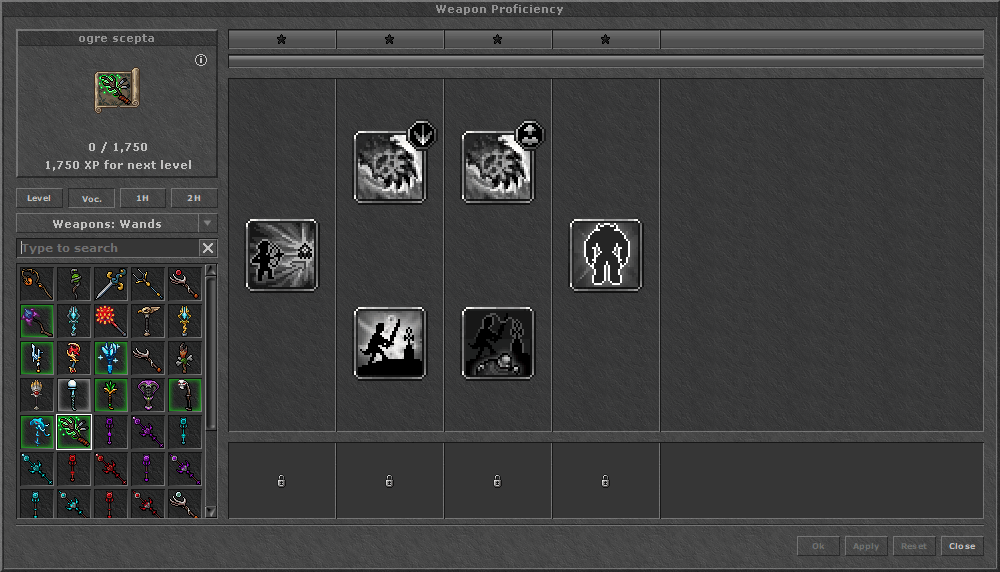 Weapon Proficiency
ogre scepta
0 / 1,750
1,750 XP for next level
Level
Voc.
1H
2H
Weapons: Wands
Type to search
Ok
Apply
Reset
Close